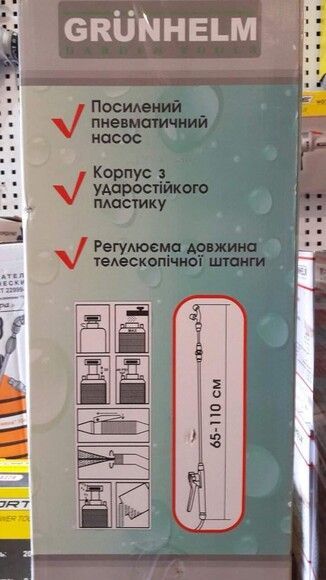 GRÜNHELM
GARDEN TOOLS
Посилений
пневматичний
насос
Корпус з
ударостійкого
пластику
Регулюєма довжина
телескопічної штанги
65-110 см